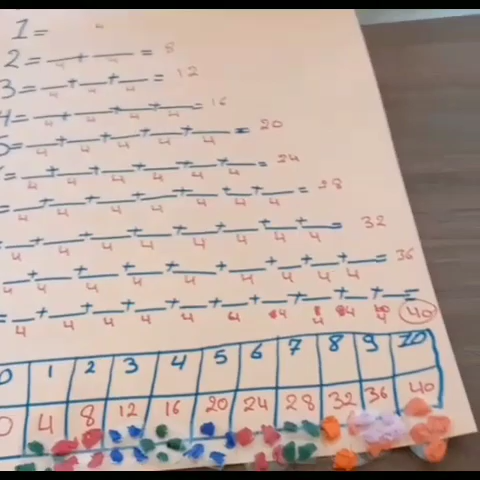 1= 4
2= 4 + 4 = 8
3= 4 + 4 + 4 = 12
4= 4 + 4 + 4 + 4 = 16
5= 4 + 4 + 4 + 4 + 4 = 20
= 4 + 4 + 4 + 4 + 4 + 4 = 24
= 4 + 4 + 4 + 4 + 4 + 4 + 4 = 28
4 + 4 + 4 + 4 + 4 + 4 + 4 + 4 = 32
4 + 4 + 4 + 4 + 4 + 4 + 4 + 4 + 4 = 36
= 4 + 4 + 4 + 4 + 4 + 4 + 4 + 4 + 4 + 4 = 40
0 1 2 3 4 5 6 7 8 9 10
0 4 8 12 16 20 24 28 32 36 40